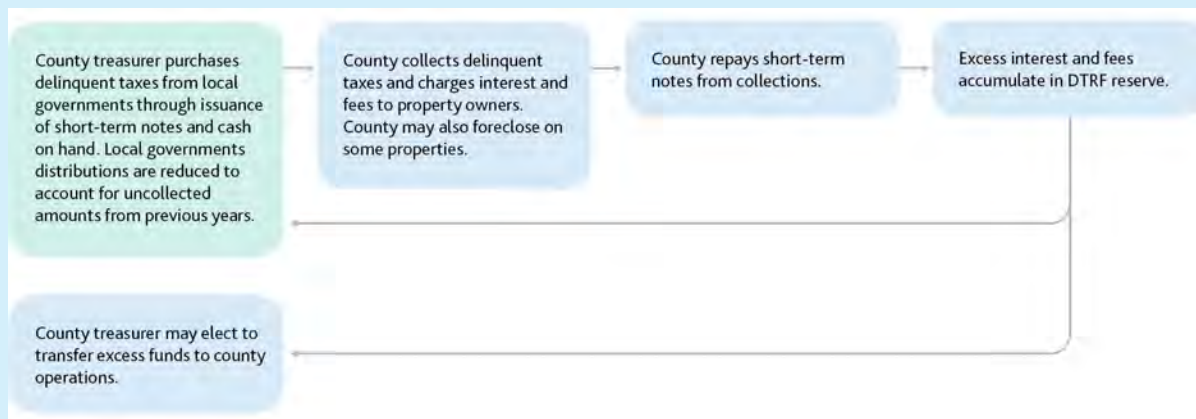 County treasurer purchases
delinquent taxes from local
governments through issuance
of short-term notes and cash
on hand. Local governments
distributions are reduced to
account for uncollected
amounts from previous years.
County collects delinquent
taxes and charges interest and
fees to property owners.
County may also foreclose on
some properties.
County repays short-term
notes from collections.
Excess interest and fees
accumulate in DTRF reserve.
County treasurer may elect to
transfer excess funds to county
operations.